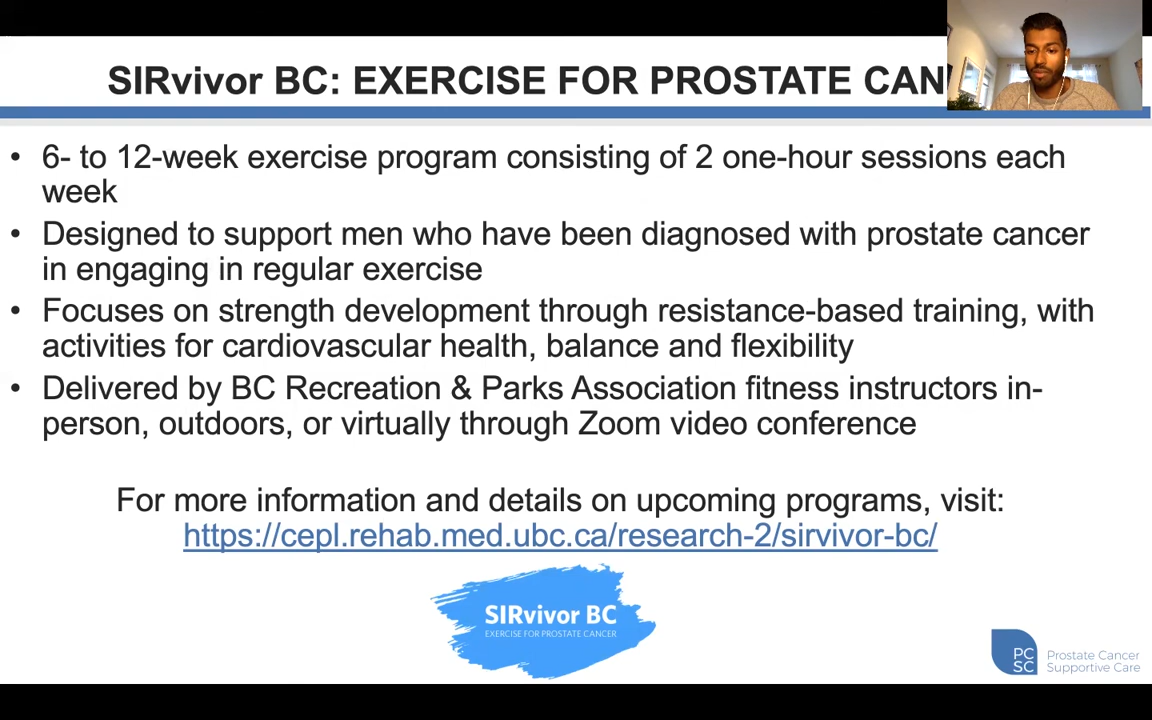 SIRvivor BC: EXERCISE FOR PROSTATE CAN
• 6- to 12-week exercise program consisting of 2 one-hour sessions each
week
• Designed to support men who have been diagnosed with prostate cancer
in engaging in regular exercise
• Focuses on strength development through resistance-based training, with
activities for cardiovascular health, balance and flexibility
• Delivered by BC Recreation & Parks Association fitness instructors in-
person, outdoors, or virtually through Zoom video conference
For more information and details on upcoming programs, visit:
https://cepl.rehab.med.ubc.ca/research-2/sirvivor-bc/
SIRvivor BC
EXERCISE FOR PROSTATE CANCER
PC
SC
Prostate Cancer
Supportive Care